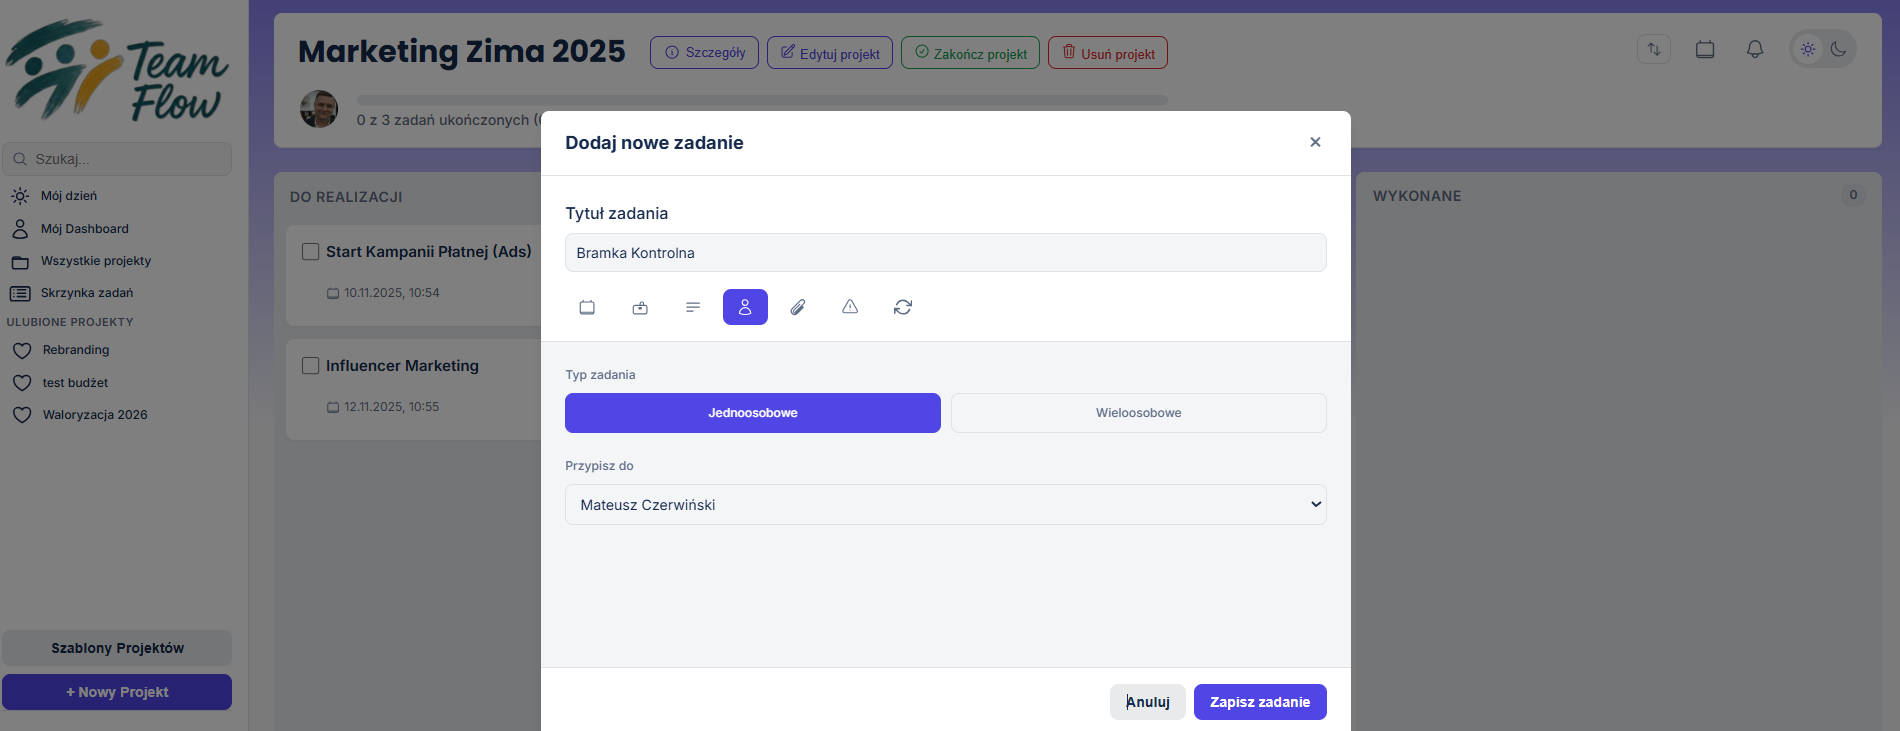 Team
Flow
Szukaj...
Mój dzień
Mój Dashboard
Wszystkie projekty
Skrzynka zadań
ULUBIONE PROJEKTY
Rebranding
test budżet
Waloryzacja 2026
Szablony Projektów
+ Nowy Projekt
Marketing Zima 2025
Szczegóły
Edytuj projekt
Zakończ projekt
Usuń projekt
0 z 3 zadań ukończonych (
DO REALIZACJI
Start Kampanii Płatnej (Ads)
10.11.2025, 10:54
Influencer Marketing
12.11.2025, 10:55
WYKONANE
0
Dodaj nowe zadanie
Tytuł zadania
Bramka Kontrolna
Typ zadania
Jednoosobowe
Wieloosobowe
Przypisz do
Mateusz Czerwiński
Anuluj
Zapisz zadanie